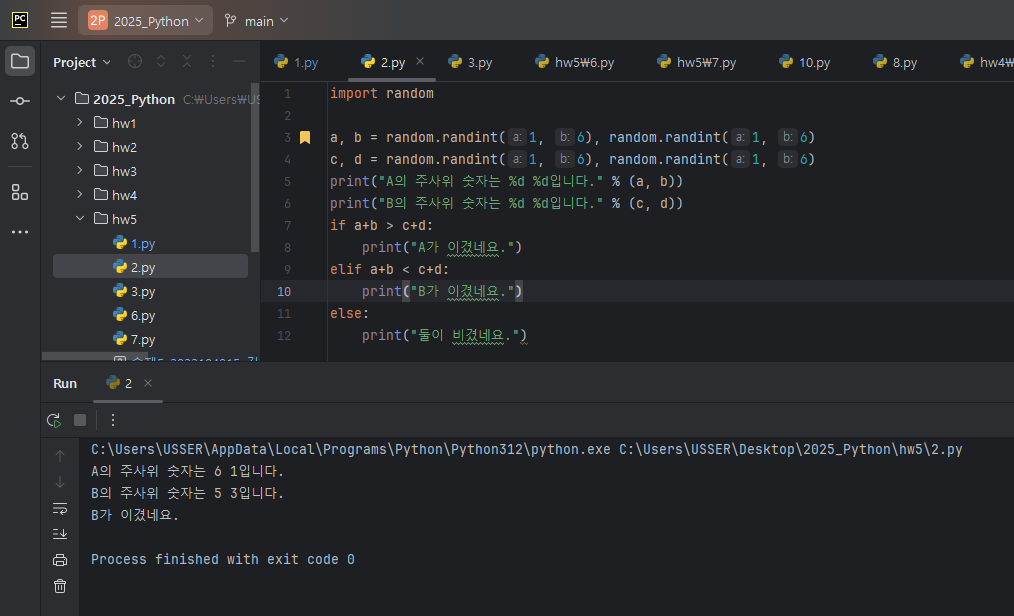 PC 2P 2025_Python main
Project
1.py 2.py 3.py hw5₩6.py hw5₩7.py 10.py 8.py hw4₩
2025_Python C:₩Users₩US
hw1
hw2
hw3
hw4
hw5
1.py
2.py
3.py
6.py
7.py
1 import random
2
3 a, b = random.randint( a: 1, b: 6), random.randint( a: 1, b: 6)
4 c, d = random.randint( a: 1, b: 6), random.randint( a: 1, b: 6)
5 print("A의 주사위 숫자는 %d %d입니다." % (a, b))
6 print("B의 주사위 숫자는 %d %d입니다." % (c, d))
7 if a+b > c+d:
8 print("A가 이겼네요.")
9 elif a+b < c+d:
10 print("B가 이겼네요.")
11 else:
12 print("둘이 비겼네요.")
Run 2
C:\Users\USSER\AppData\Local\Programs\Python\Python312\python.exe C:\Users\USSER\Desktop\2025_Python\hw5\2.py
A의 주사위 숫자는 6 1입니다.
B의 주사위 숫자는 5 3입니다.
B가 이겼네요.
Process finished with exit code 0